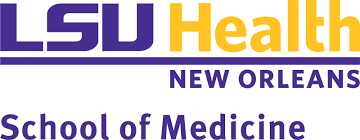 LSU Health
NEW ORLEANS
School of Medicine